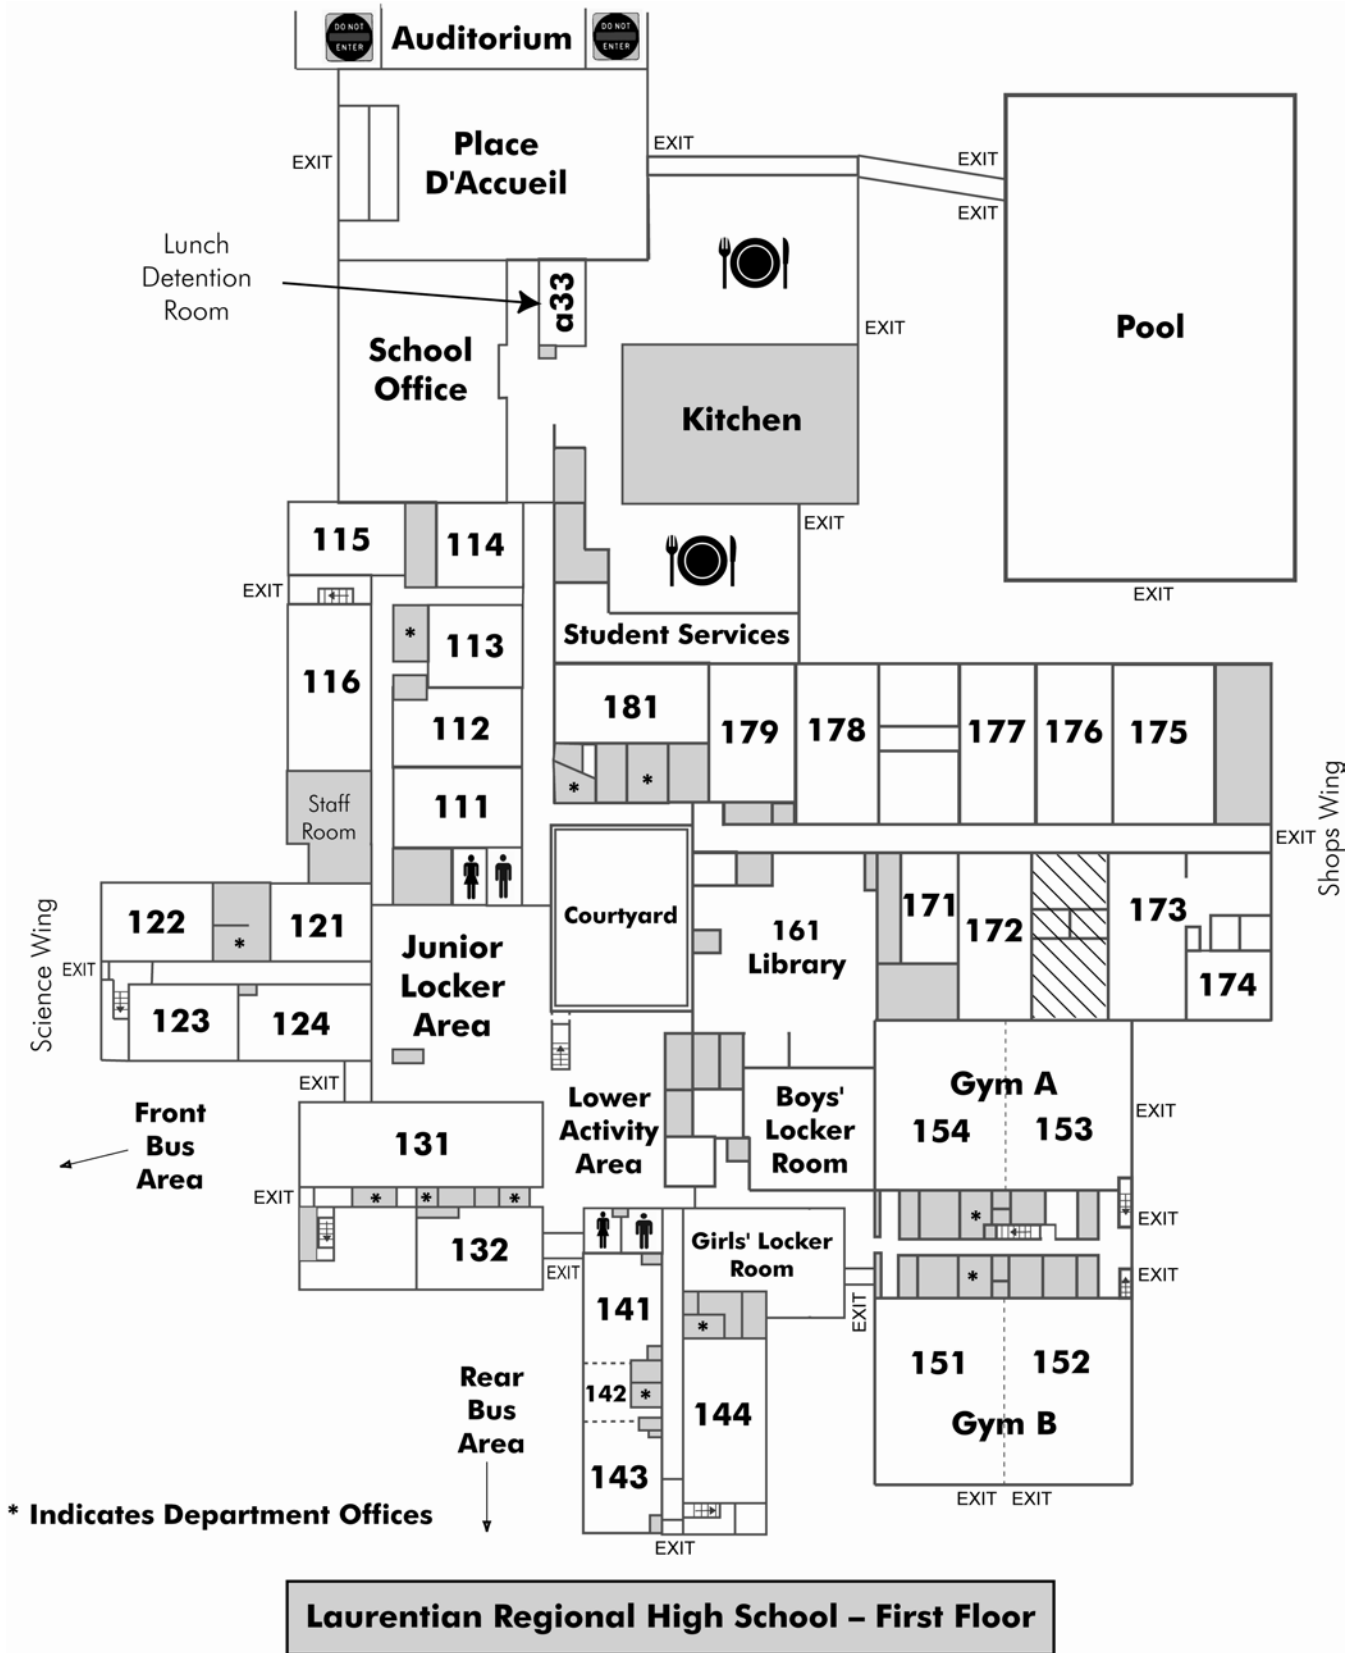 DO NOT
ENTER
Auditorium
DO NOT
ENTER
Place
D'Accueil
EXIT
EXIT
EXIT
EXIT
Lunch
Detention
Room
a33
School
Office
EXIT
Pool
Kitchen
EXIT
EXIT
115
114
EXIT
*
113
116
112
Student Services
181
*
*
179
178
177
176
175
Staff
Room
111
EXIT
Shops Wing
Science Wing
122
*
121
EXIT
123
124
Junior
Locker
Area
Courtyard
161
Library
171
172
173
174
EXIT
Front
Bus
Area
131
Lower
Activity
Area
Boys'
Locker
Room
Gym A
154
153
EXIT
EXIT
*
*
*
132
EXIT
Girls' Locker
Room
*
EXIT
*
EXIT
EXIT
141
*
142
*
143
144
151
152
Gym B
EXIT EXIT
Rear
Bus
Area
EXIT
* Indicates Department Offices
Laurentian Regional High School – First Floor